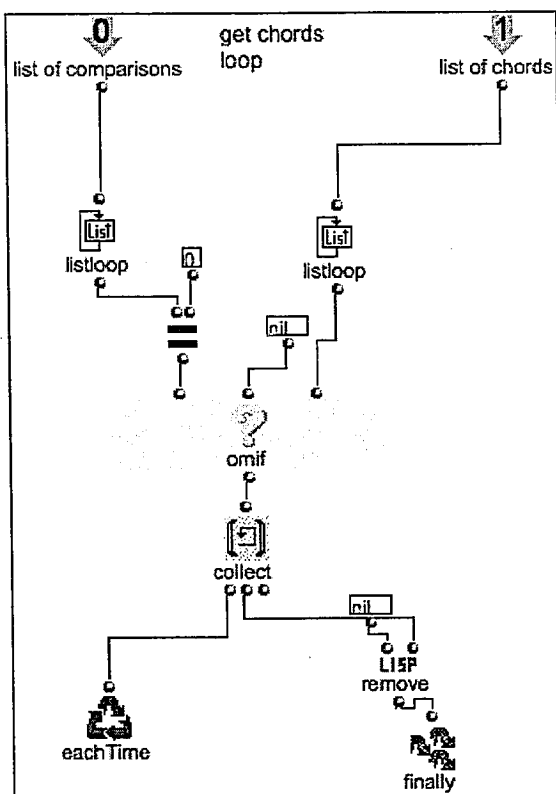 0
get chords
loop
1
list of comparisons
list of chords
List
listloop
0
List
listloop
nil
?
omif
collect
nil
LISP
remove
eachTime
finally